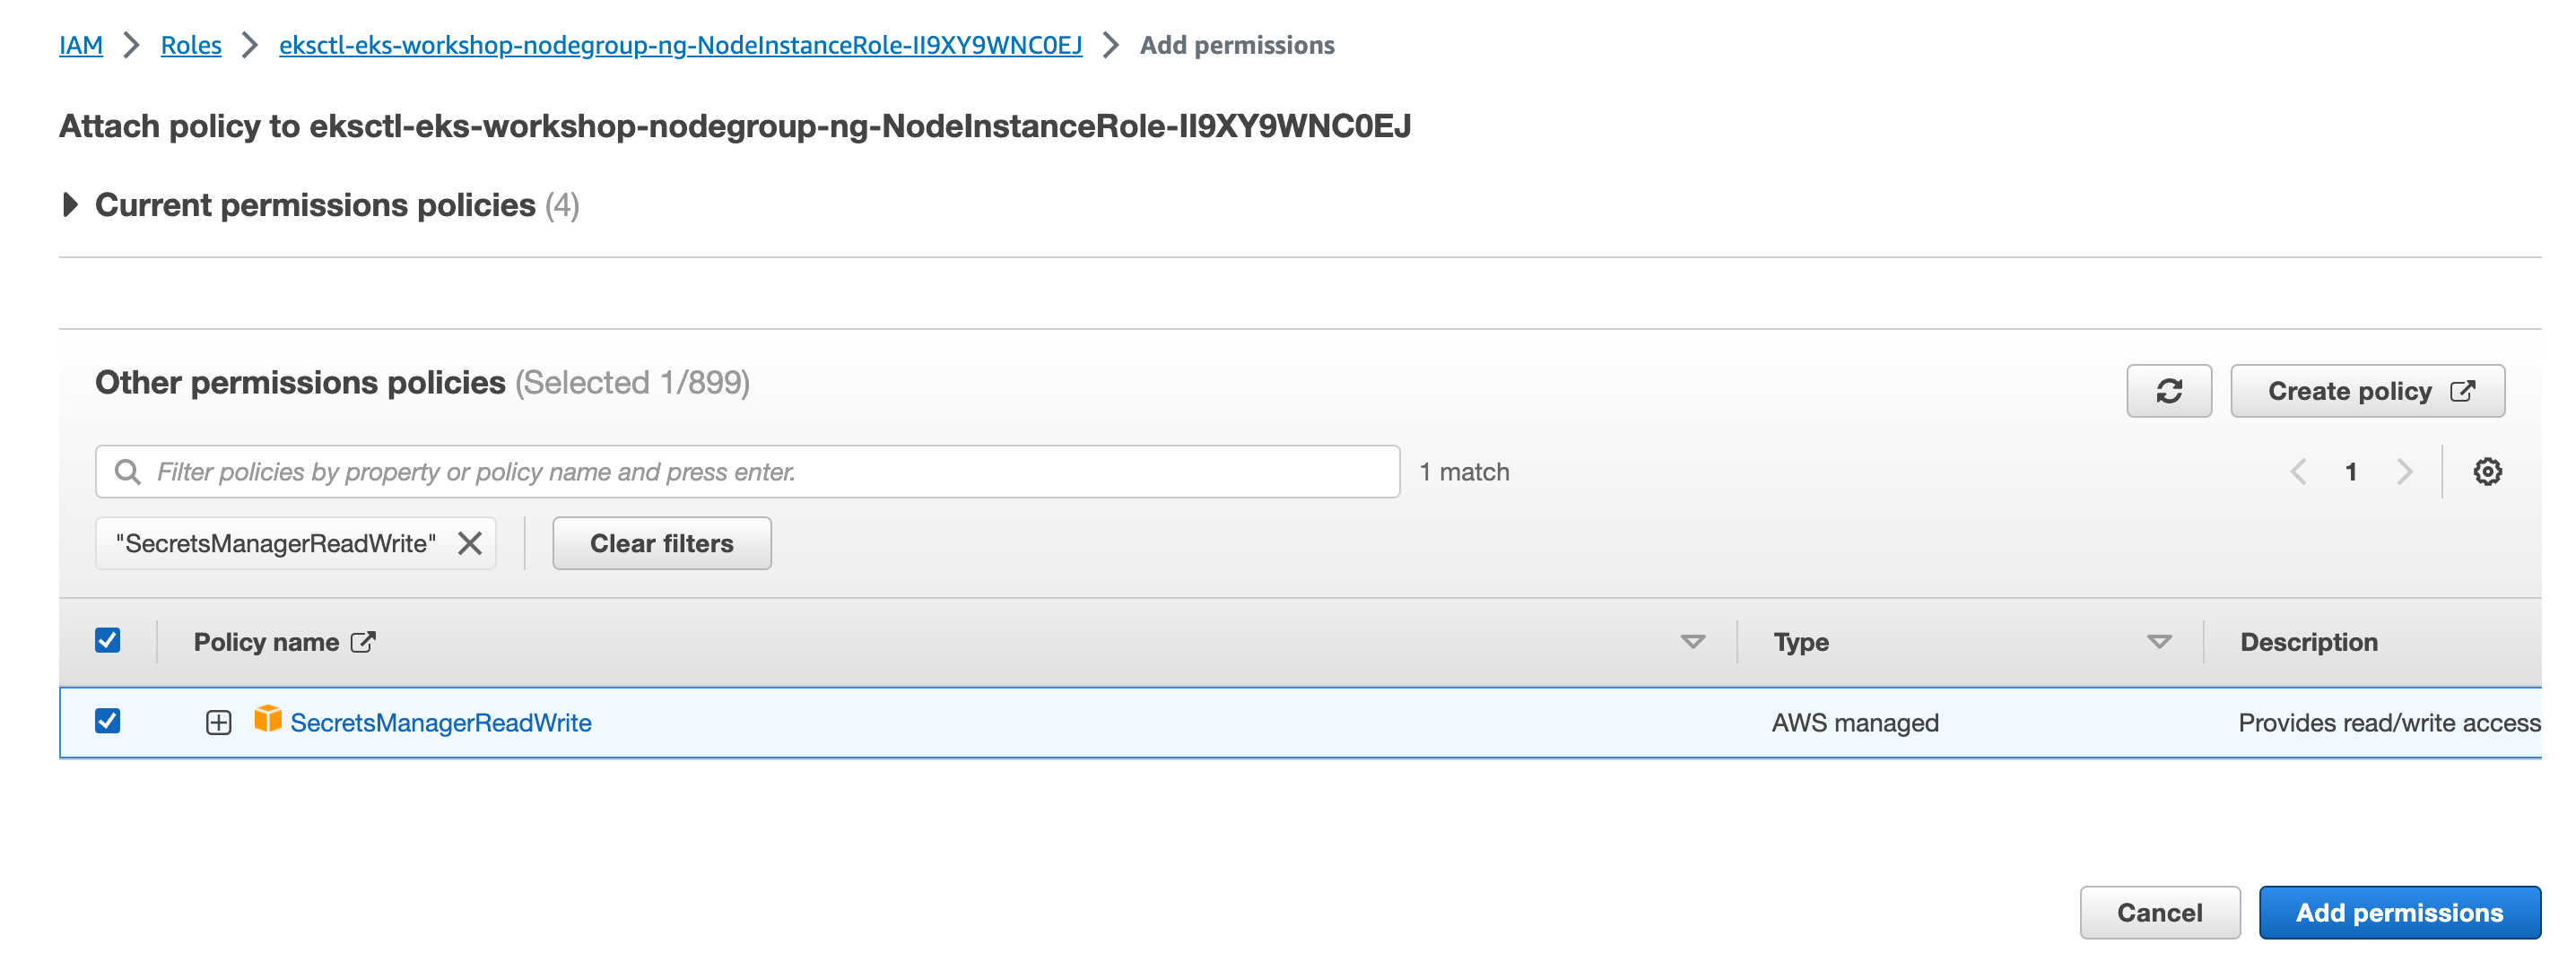 IAM > Roles > eksctl-eks-workshop-nodegroup-ng-NodeInstanceRole-II9XY9WNC0EJ > Add permissions
Attach policy to eksctl-eks-workshop-nodegroup-ng-NodeInstanceRole-II9XY9WNC0EJ
Current permissions policies (4)
Other permissions policies (Selected 1/899)
Create policy
Filter policies by property or policy name and press enter.
1 match
1
"SecretsManagerReadWrite"
Clear filters
Policy name
Type
Description
SecretsManagerReadWrite
AWS managed
Provides read/write access
Cancel
Add permissions